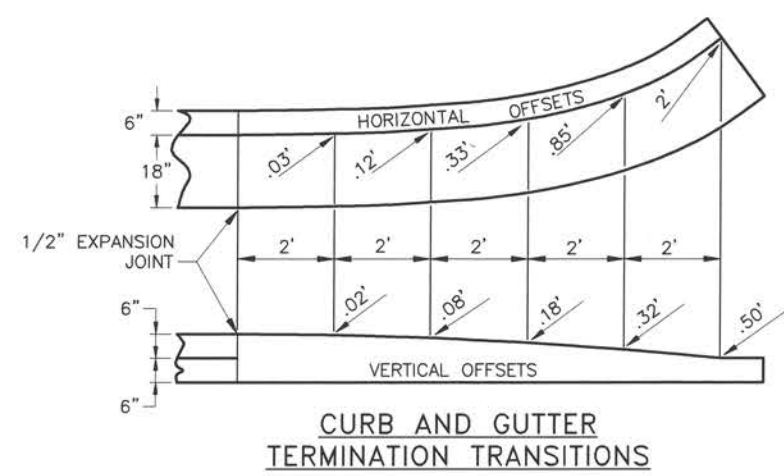 6"
HORIZONTAL OFFSETS
18"
.03' .12' .33' .85' 2'
1/2" EXPANSION
JOINT
2' 2' 2' 2' 2'
.02' .08' .18' .32' .50'
6"
VERTICAL OFFSETS
6"
CURB AND GUTTER
TERMINATION TRANSITIONS